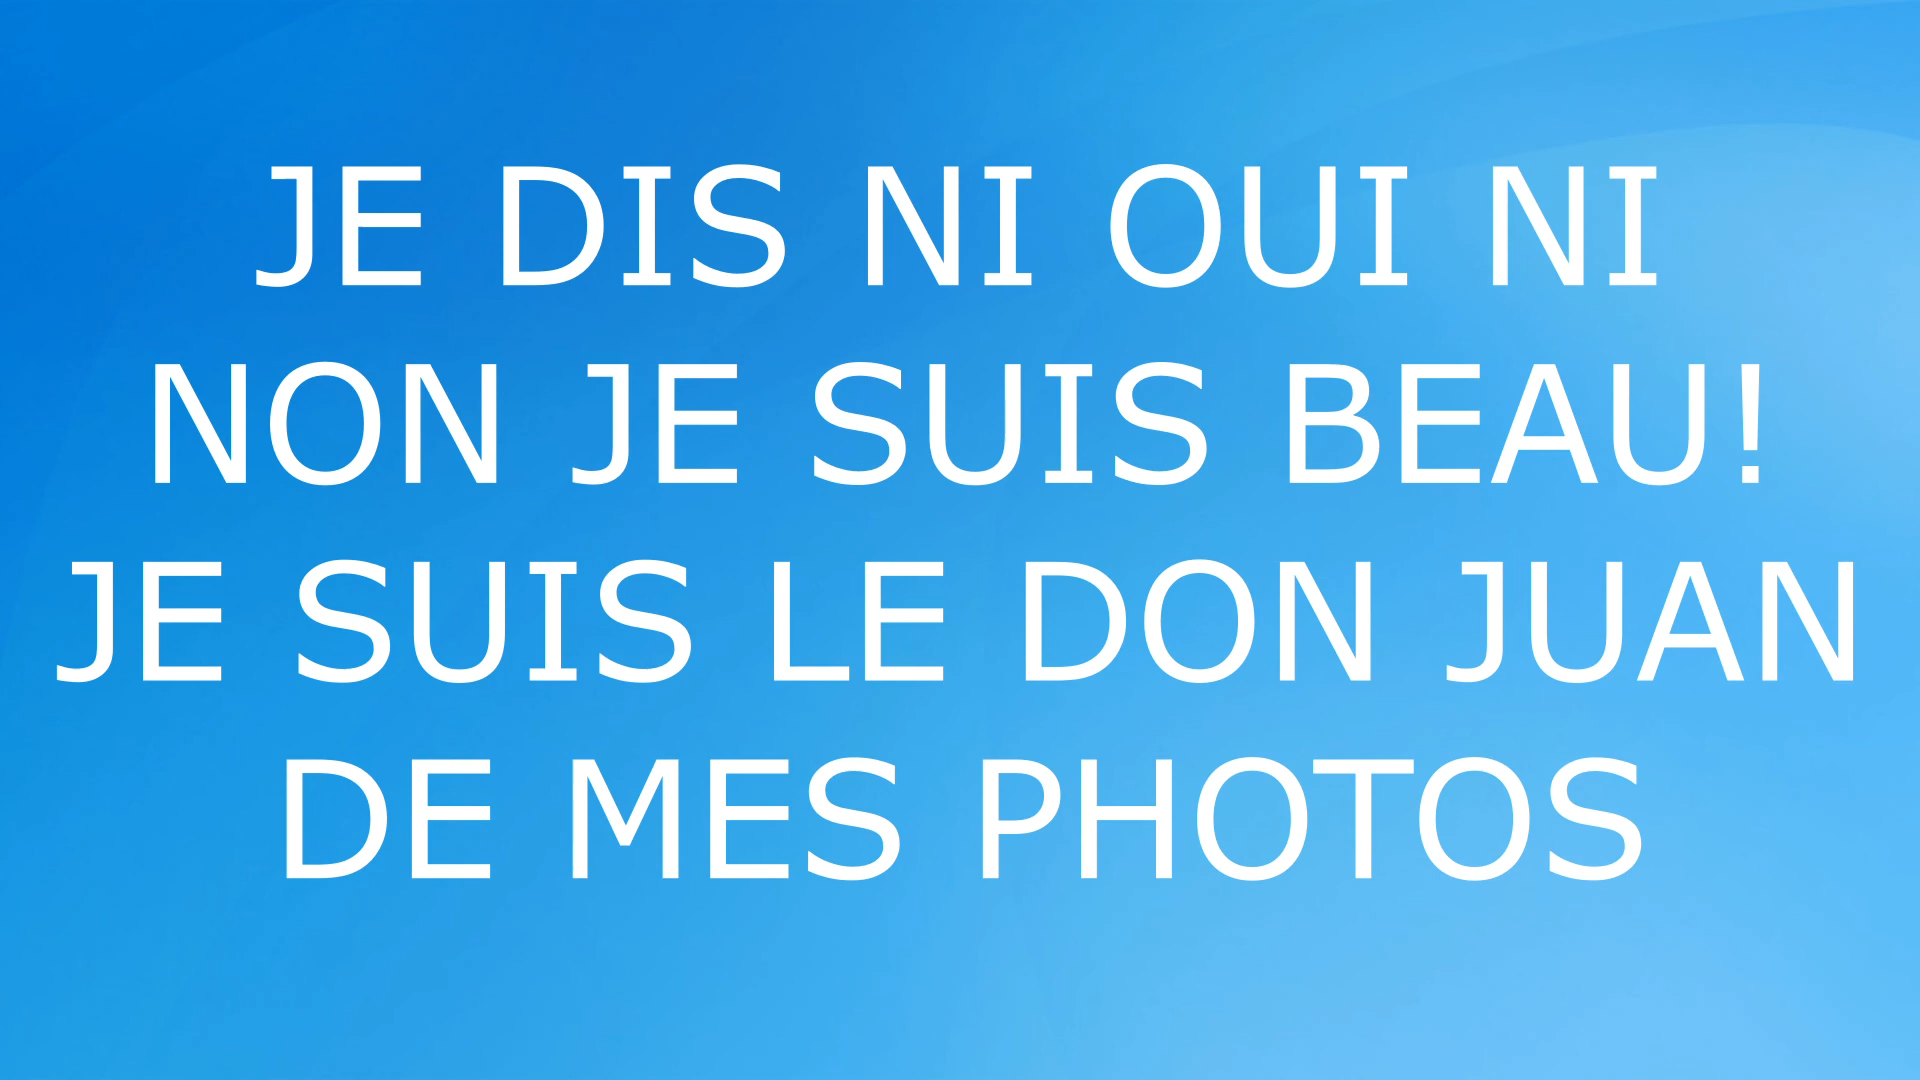 JE DIS NI OUI NI
NON JE SUIS BEAU!
JE SUIS LE DON JUAN
DE MES PHOTOS